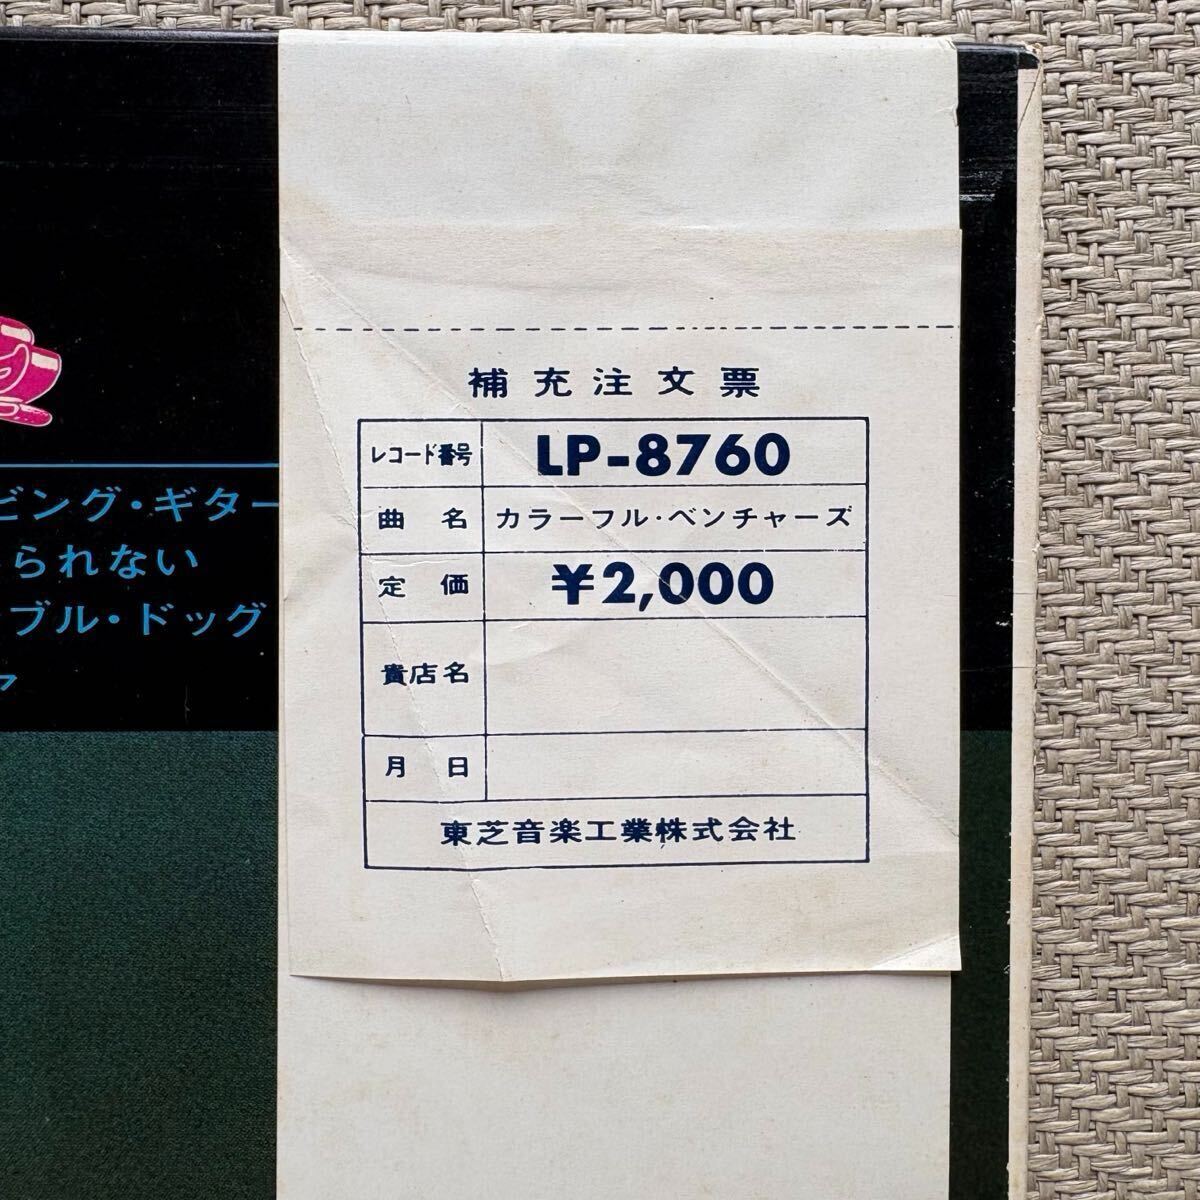 補充注文票
レコード番号 LP-8760
曲名 カラーフル・ベンチャーズ
定価 ¥2,000
貴店名
月日
東芝音楽工業株式会社
ビング・ギター
られない
ブル・ドッグ
ア